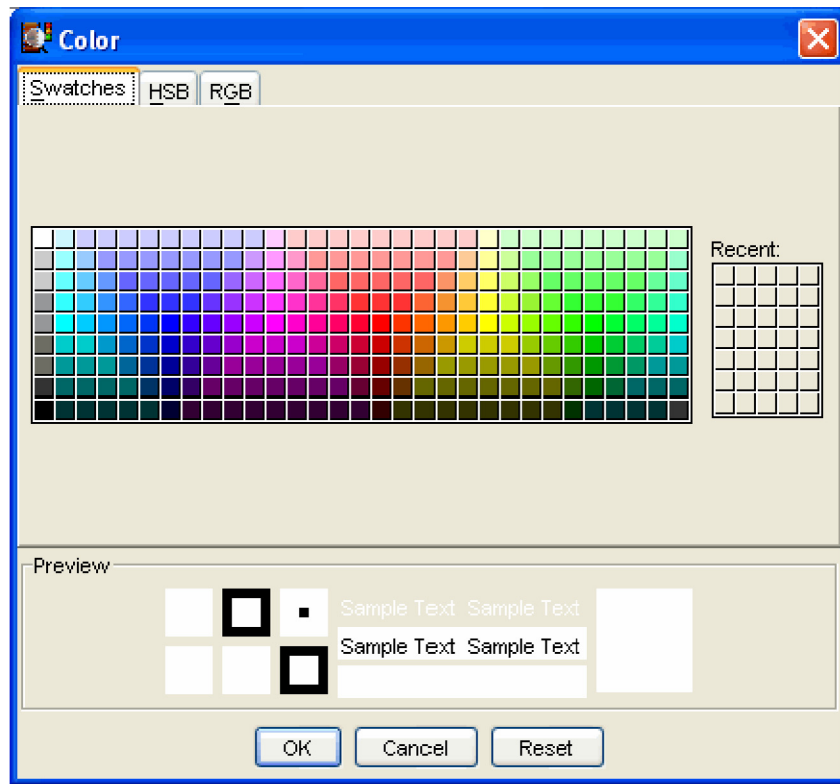 Color
Swatches HSB RGB
Recent:
Preview
Sample Text Sample Text
Sample Text Sample Text
OK Cancel Reset